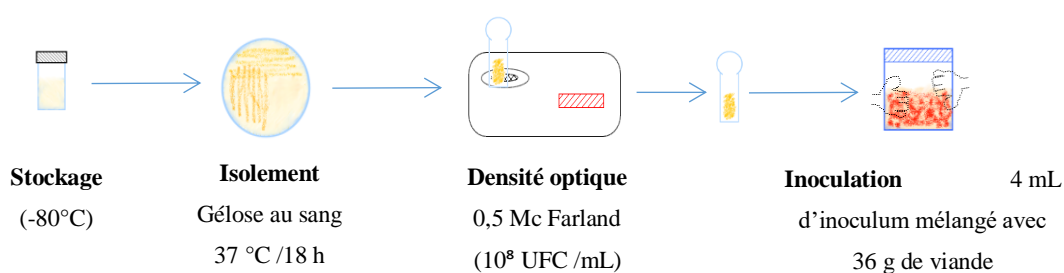 Stockage
(-80°C)
Isolement
Gélose au sang
37 °C /18 h
Densité optique
0,5 Mc Farland
(10⁸ UFC /mL)
Inoculation 4 mL
d’inoculum mélangé avec
36 g de viande